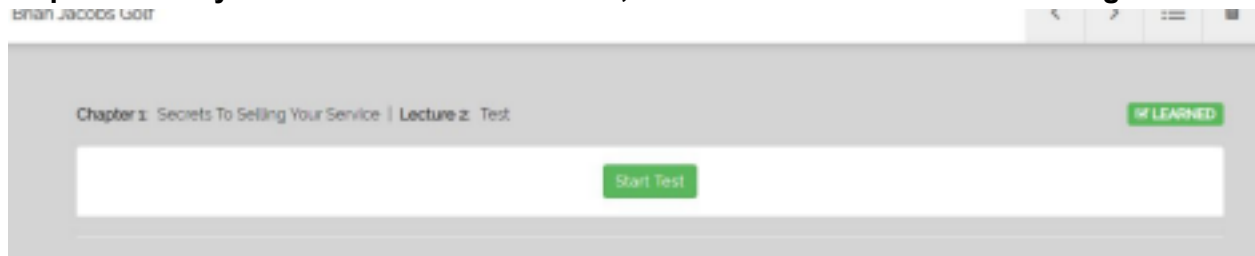 Brian Jacobs Golf
Chapter 1: Secrets To Selling Your Service | Lecture 2: Test
LEARNED
Start Test